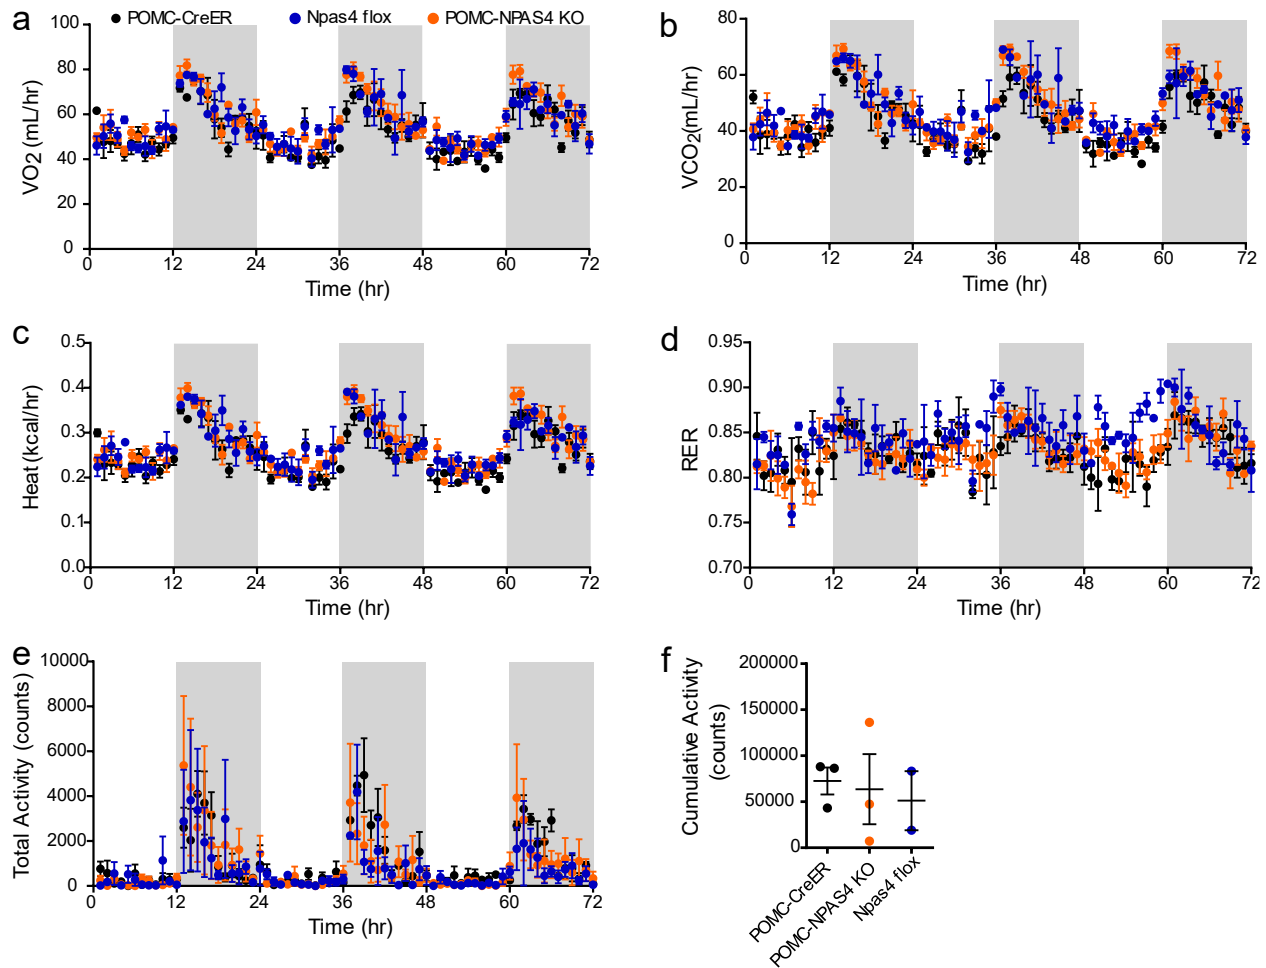 a
POMC-CreER
Npas4 flox
POMC-NPAS4 KO
100
80
60
40
20
0
VO2 (mL/hr)
0 12 24 36 48 60 72
Time (hr)
b
80
60
40
20
0
VCO2(mL/hr)
0 12 24 36 48 60 72
Time (hr)
c
0.5
0.4
0.3
0.2
0.1
0.0
Heat (kcal/hr)
0 12 24 36 48 60 72
Time (hr)
d
0.95
0.90
0.85
0.80
0.75
0.70
RER
0 12 24 36 48 60 72
Time (hr)
e
10000
8000
6000
4000
2000
0
Total Activity (counts)
0 12 24 36 48 60 72
Time (hr)
f
200000
150000
100000
50000
0
Cumulative Activity
(counts)
POMC-CreER
POMC-NPAS4 KO
Npas4 flox